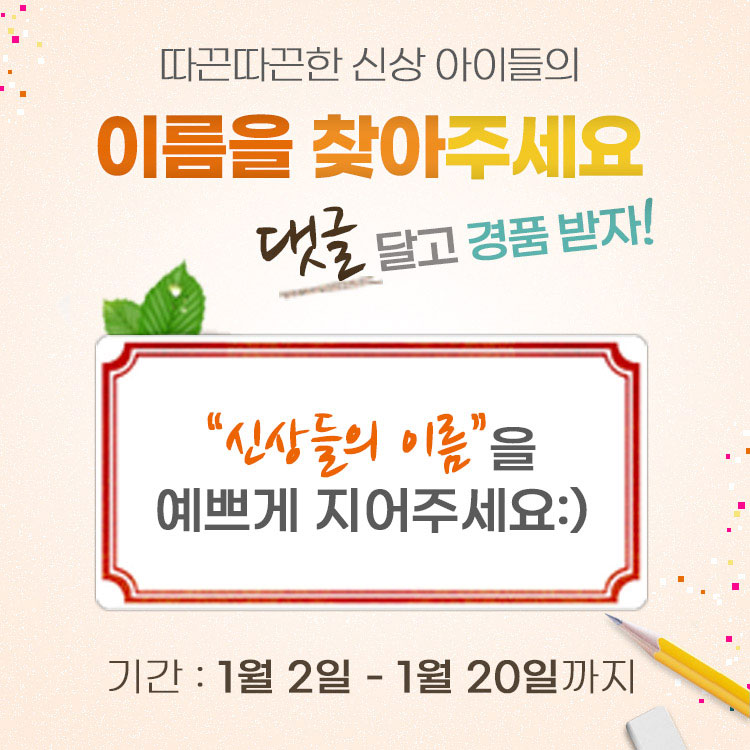 따끈따끈한 신상 아이들의
이름을 찾아주세요
댓글 달고 경품 받자!
“신상들의 이름”을
예쁘게 지어주세요:)
기간 : 1월 2일 - 1월 20일까지